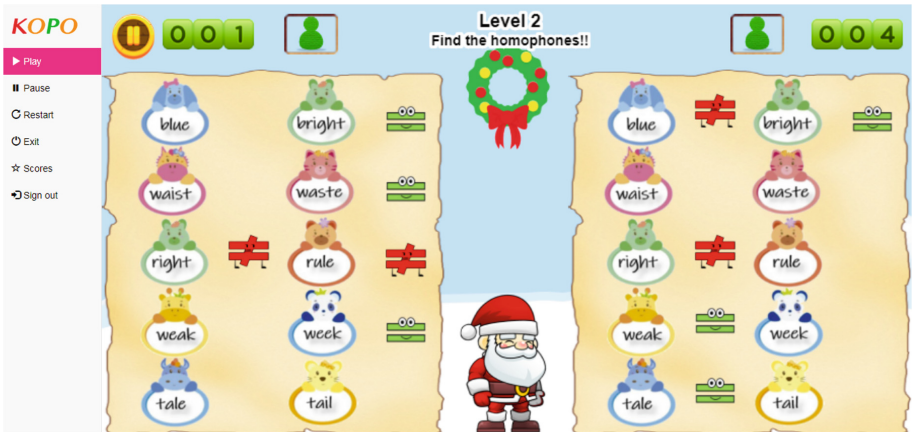 KOPO
Play
Pause
Restart
Exit
Scores
Sign out
001
Level 2
Find the homophones!!
004
blue bright
waist waste
right rule
weak week
tale tail
blue bright
waist waste
right rule
weak week
tale tail